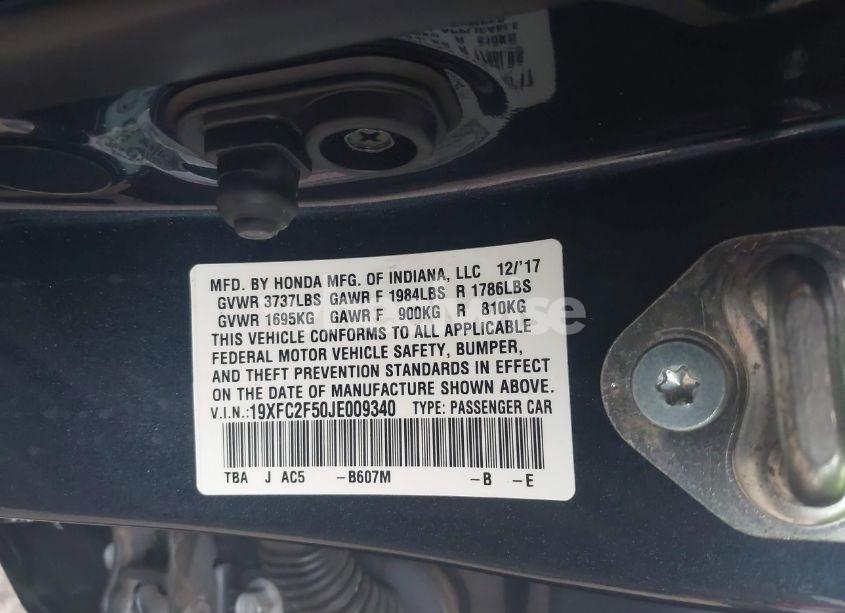 MFD. BY HONDA MFG. OF INDIANA, LLC 12/'17
GVWR 3737LBS GAWR F 1984LBS R 1786LBS
GVWR 1695KG GAWR F 900KG 810KG
THIS VEHICLE CONFORMS TO ALL APPLICABLE
FEDERAL MOTOR VEHICLE SAFETY, BUMPER,
AND THEFT PREVENTION STANDARDS IN EFFECT
ON THE DATE OF MANUFACTURE SHOWN ABOVE.
V.I.N.:19XFC2F50JE009340 TYPE: PASSENGER CAR
TBA J AC5 -B607M -B -E